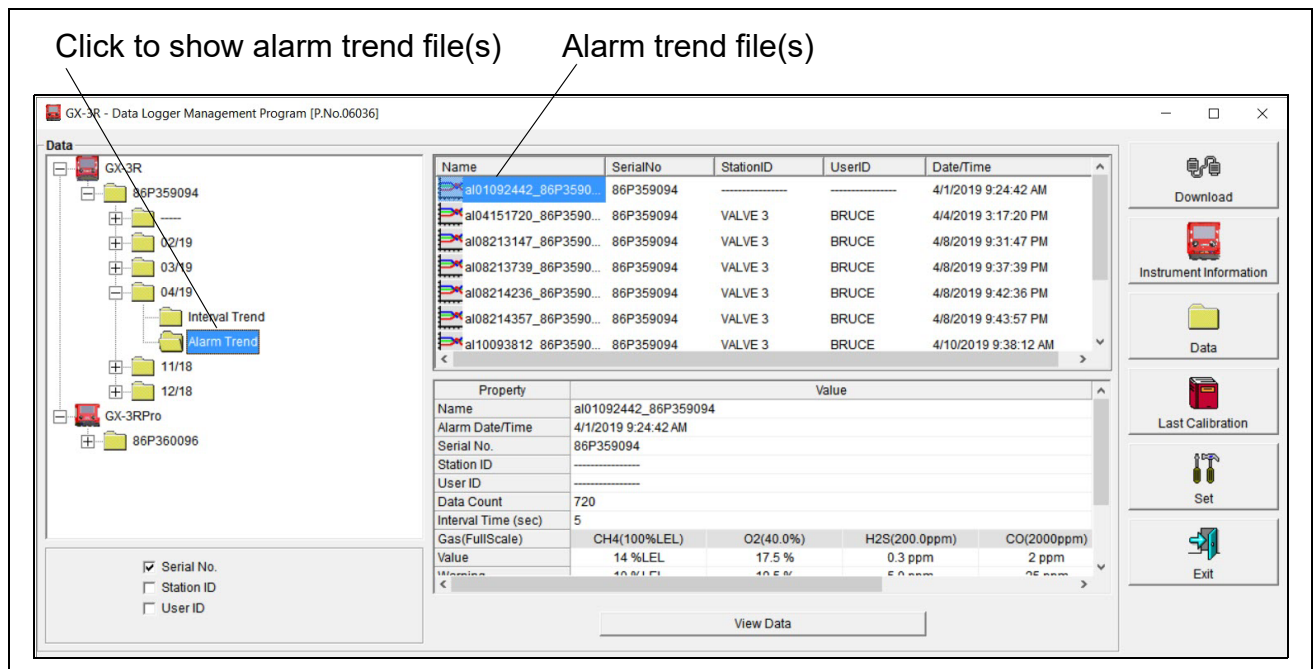 Click to show alarm trend file(s) Alarm trend file(s)
GX-3R - Data Logger Management Program [P.No.06036]
Data
GX-3R
86P359094
-----
02/19
03/19
04/19
Interval Trend
Alarm Trend
11/18
12/18
GX-3RPro
86P360096
Serial No.
Station ID
User ID
Name SerialNo StationID UserID Date/Time
al01092442_86P3590... 86P359094 ---------------- ---------------- 4/1/2019 9:24:42 AM
al04151720_86P3590... 86P359094 VALVE 3 BRUCE 4/4/2019 3:17:20 PM
al08213147_86P3590... 86P359094 VALVE 3 BRUCE 4/8/2019 9:31:47 PM
al08213739_86P3590... 86P359094 VALVE 3 BRUCE 4/8/2019 9:37:39 PM
al08214236_86P3590... 86P359094 VALVE 3 BRUCE 4/8/2019 9:42:36 PM
al08214357_86P3590... 86P359094 VALVE 3 BRUCE 4/8/2019 9:43:57 PM
al10093812_86P3590... 86P359094 VALVE 3 BRUCE 4/10/2019 9:38:12 AM
Property Value
Name al01092442_86P359094
Alarm Date/Time 4/1/2019 9:24:42 AM
Serial No. 86P359094
Station ID ----------------
User ID ----------------
Data Count 720
Interval Time (sec) 5
Gas(FullScale) CH4(100%LEL) O2(40.0%) H2S(200.0ppm) CO(2000ppm)
Value 14 %LEL 17.5 % 0.3 ppm 2 ppm
Warning 10 %LEL 19.5 % 5.0 ppm 25 ppm
View Data
Download
Instrument Information
Data
Last Calibration
Set
Exit